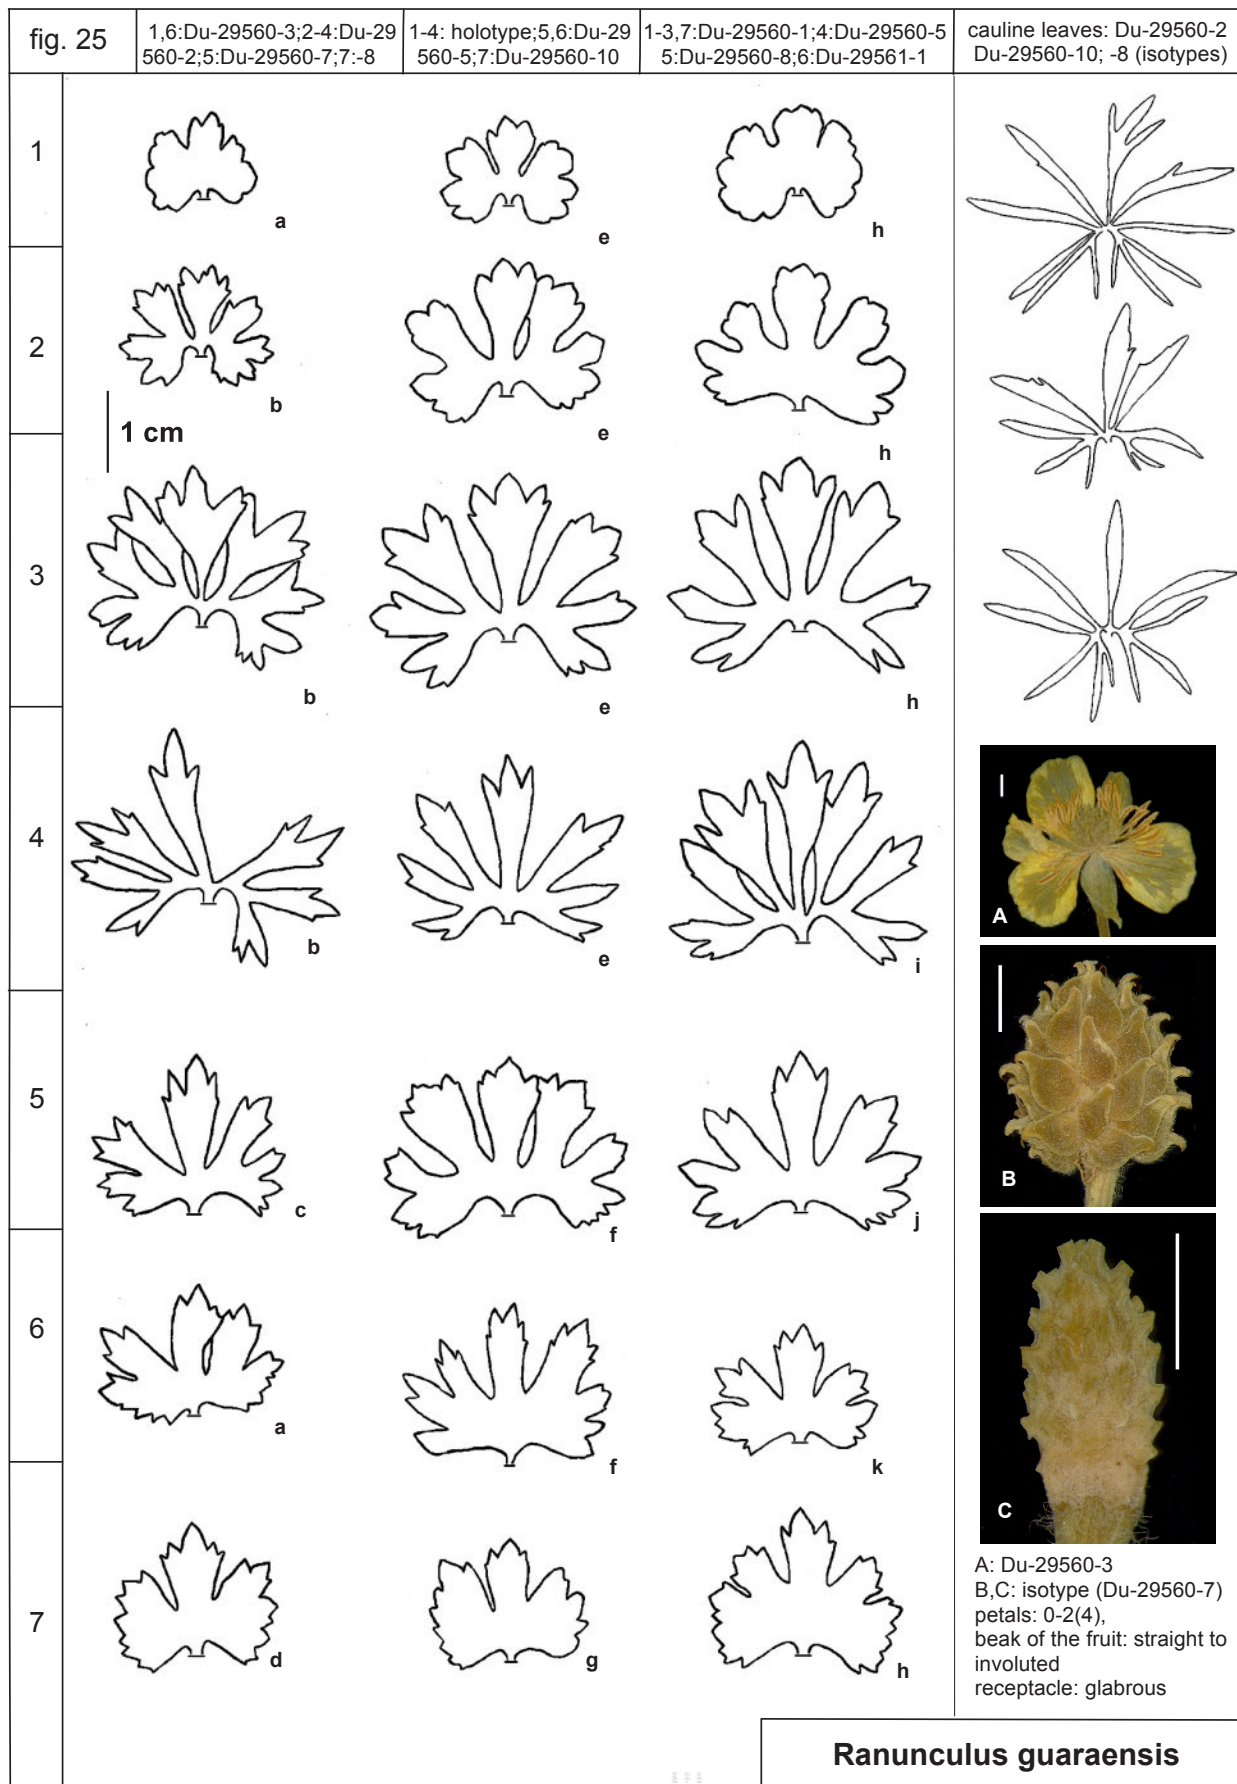 fig. 25
1,6:Du-29560-3;2-4:Du-29
560-2;5:Du-29560-7;7:-8
1-4: holotype;5,6:Du-29
560-5;7:Du-29560-10
1-3,7:Du-29560-1;4:Du-29560-5
5:Du-29560-8;6:Du-29561-1
cauline leaves: Du-29560-2
Du-29560-10; -8 (isotypes)
1
a
e
h
2
b
e
h
1 cm
3
b
e
h
4
b
e
i
A
5
c
f
j
B
6
a
f
k
C
7
d
g
h
A: Du-29560-3
B,C: isotype (Du-29560-7)
petals: 0-2(4),
beak of the fruit: straight to
involuted
receptacle: glabrous
Ranunculus guaraensis